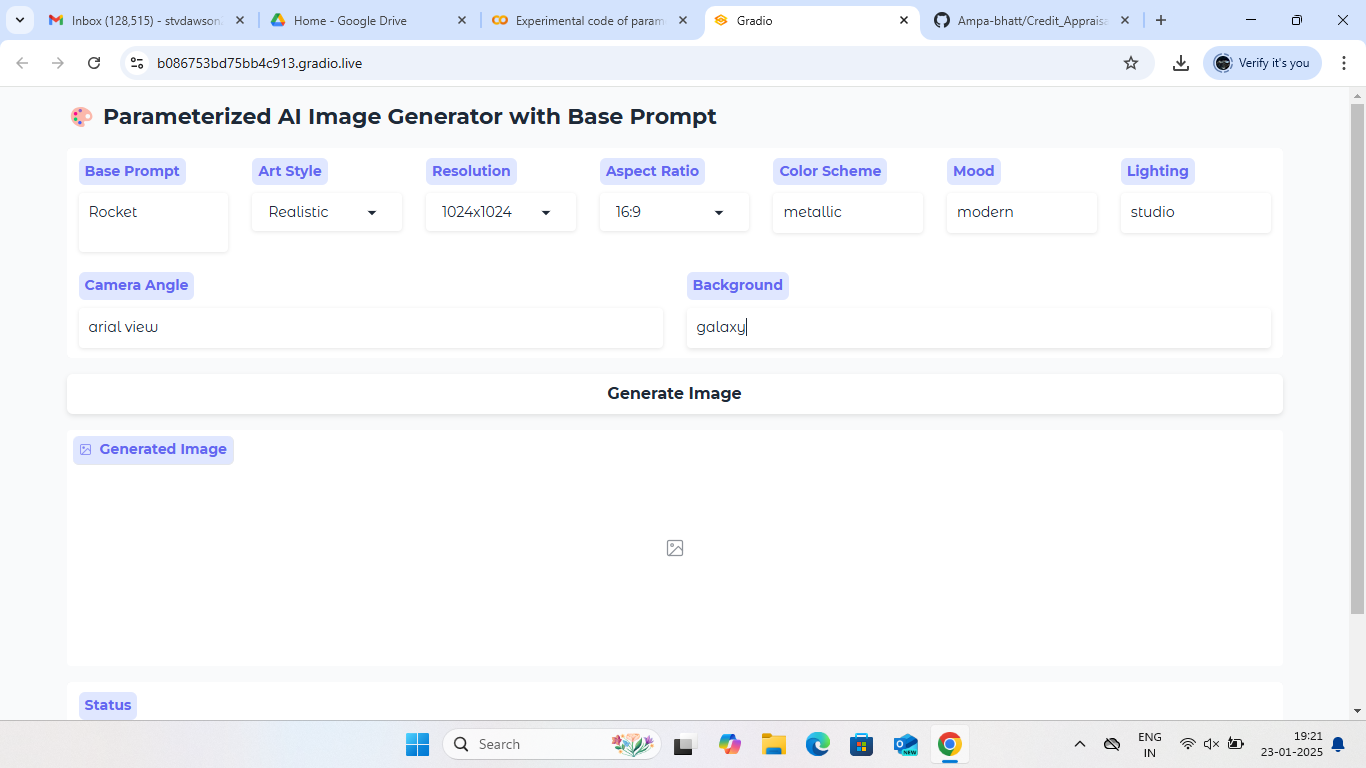 Inbox (128,515) - stvdawson
Home - Google Drive
Experimental code of param
Gradio
Ampa-bhatt/Credit_Appraisa
b086753bd75bb4c913.gradio.live
Verify it's you
Parameterized AI Image Generator with Base Prompt
Base Prompt
Art Style
Resolution
Aspect Ratio
Color Scheme
Mood
Lighting
Rocket
Realistic
1024x1024
16:9
metallic
modern
studio
Camera Angle
Background
arial view
galaxy
Generate Image
Generated Image
Status
Search
NEW
ENG
IN
19:21
23-01-2025